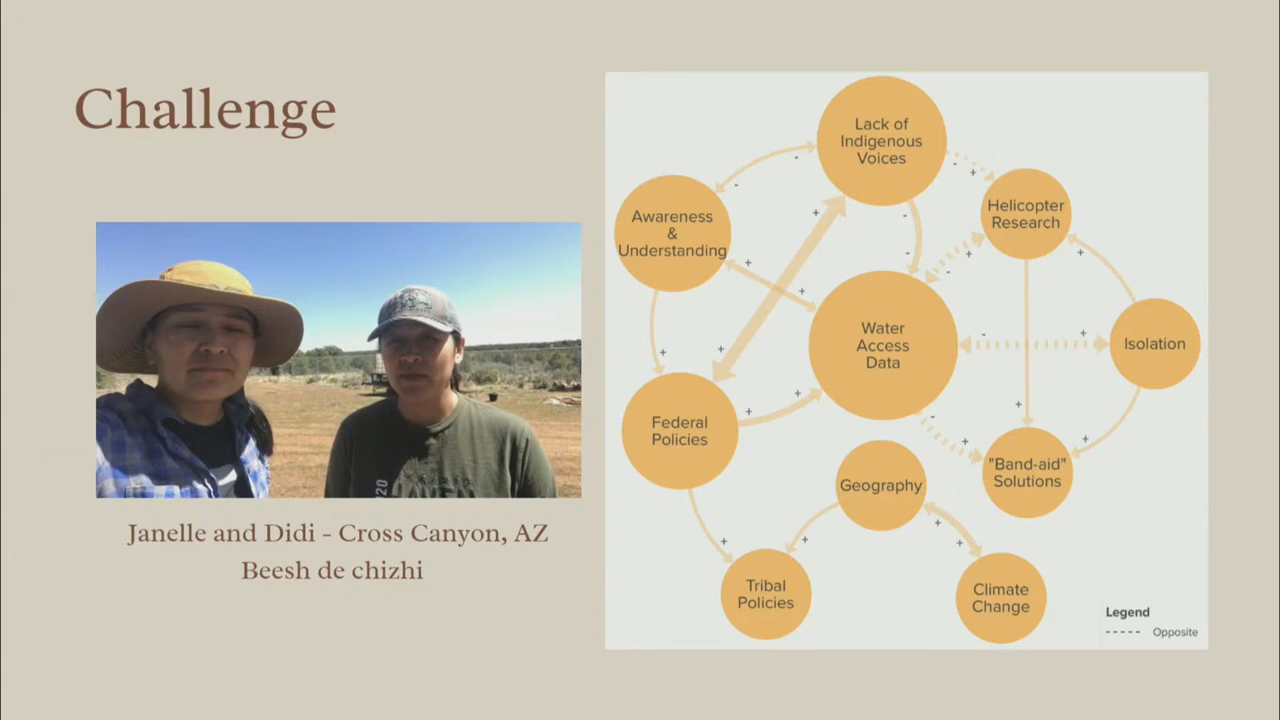 Challenge
Janelle and Didi - Cross Canyon, AZ
Beesh de chizhi
Lack of
Indigenous
Voices
Awareness
&
Understanding
Helicopter
Research
Water
Access
Data
Isolation
Federal
Policies
Geography
"Band-aid"
Solutions
Tribal
Policies
Climate
Change
Legend
Opposite